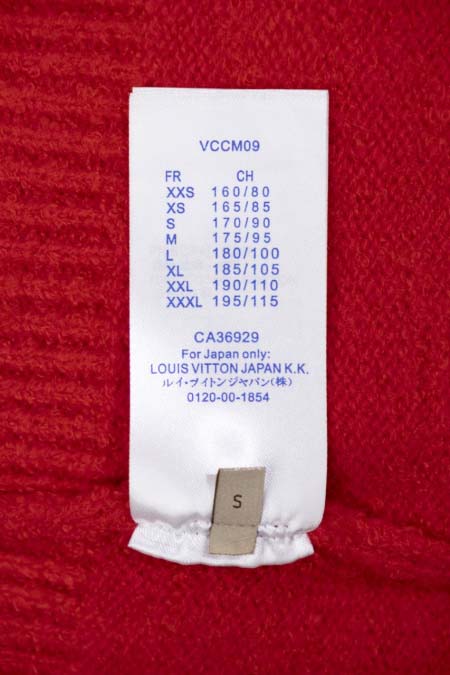 VCCM09
FR CH
XXS 160/80
XS 165/85
S 170/90
M 175/95
L 180/100
XL 185/105
XXL 190/110
XXXL 195/115
CA36929
For Japan only:
LOUIS VITTON JAPAN K.K.
ルイ・ブイトンジャパン(株)
0120-00-1854
S